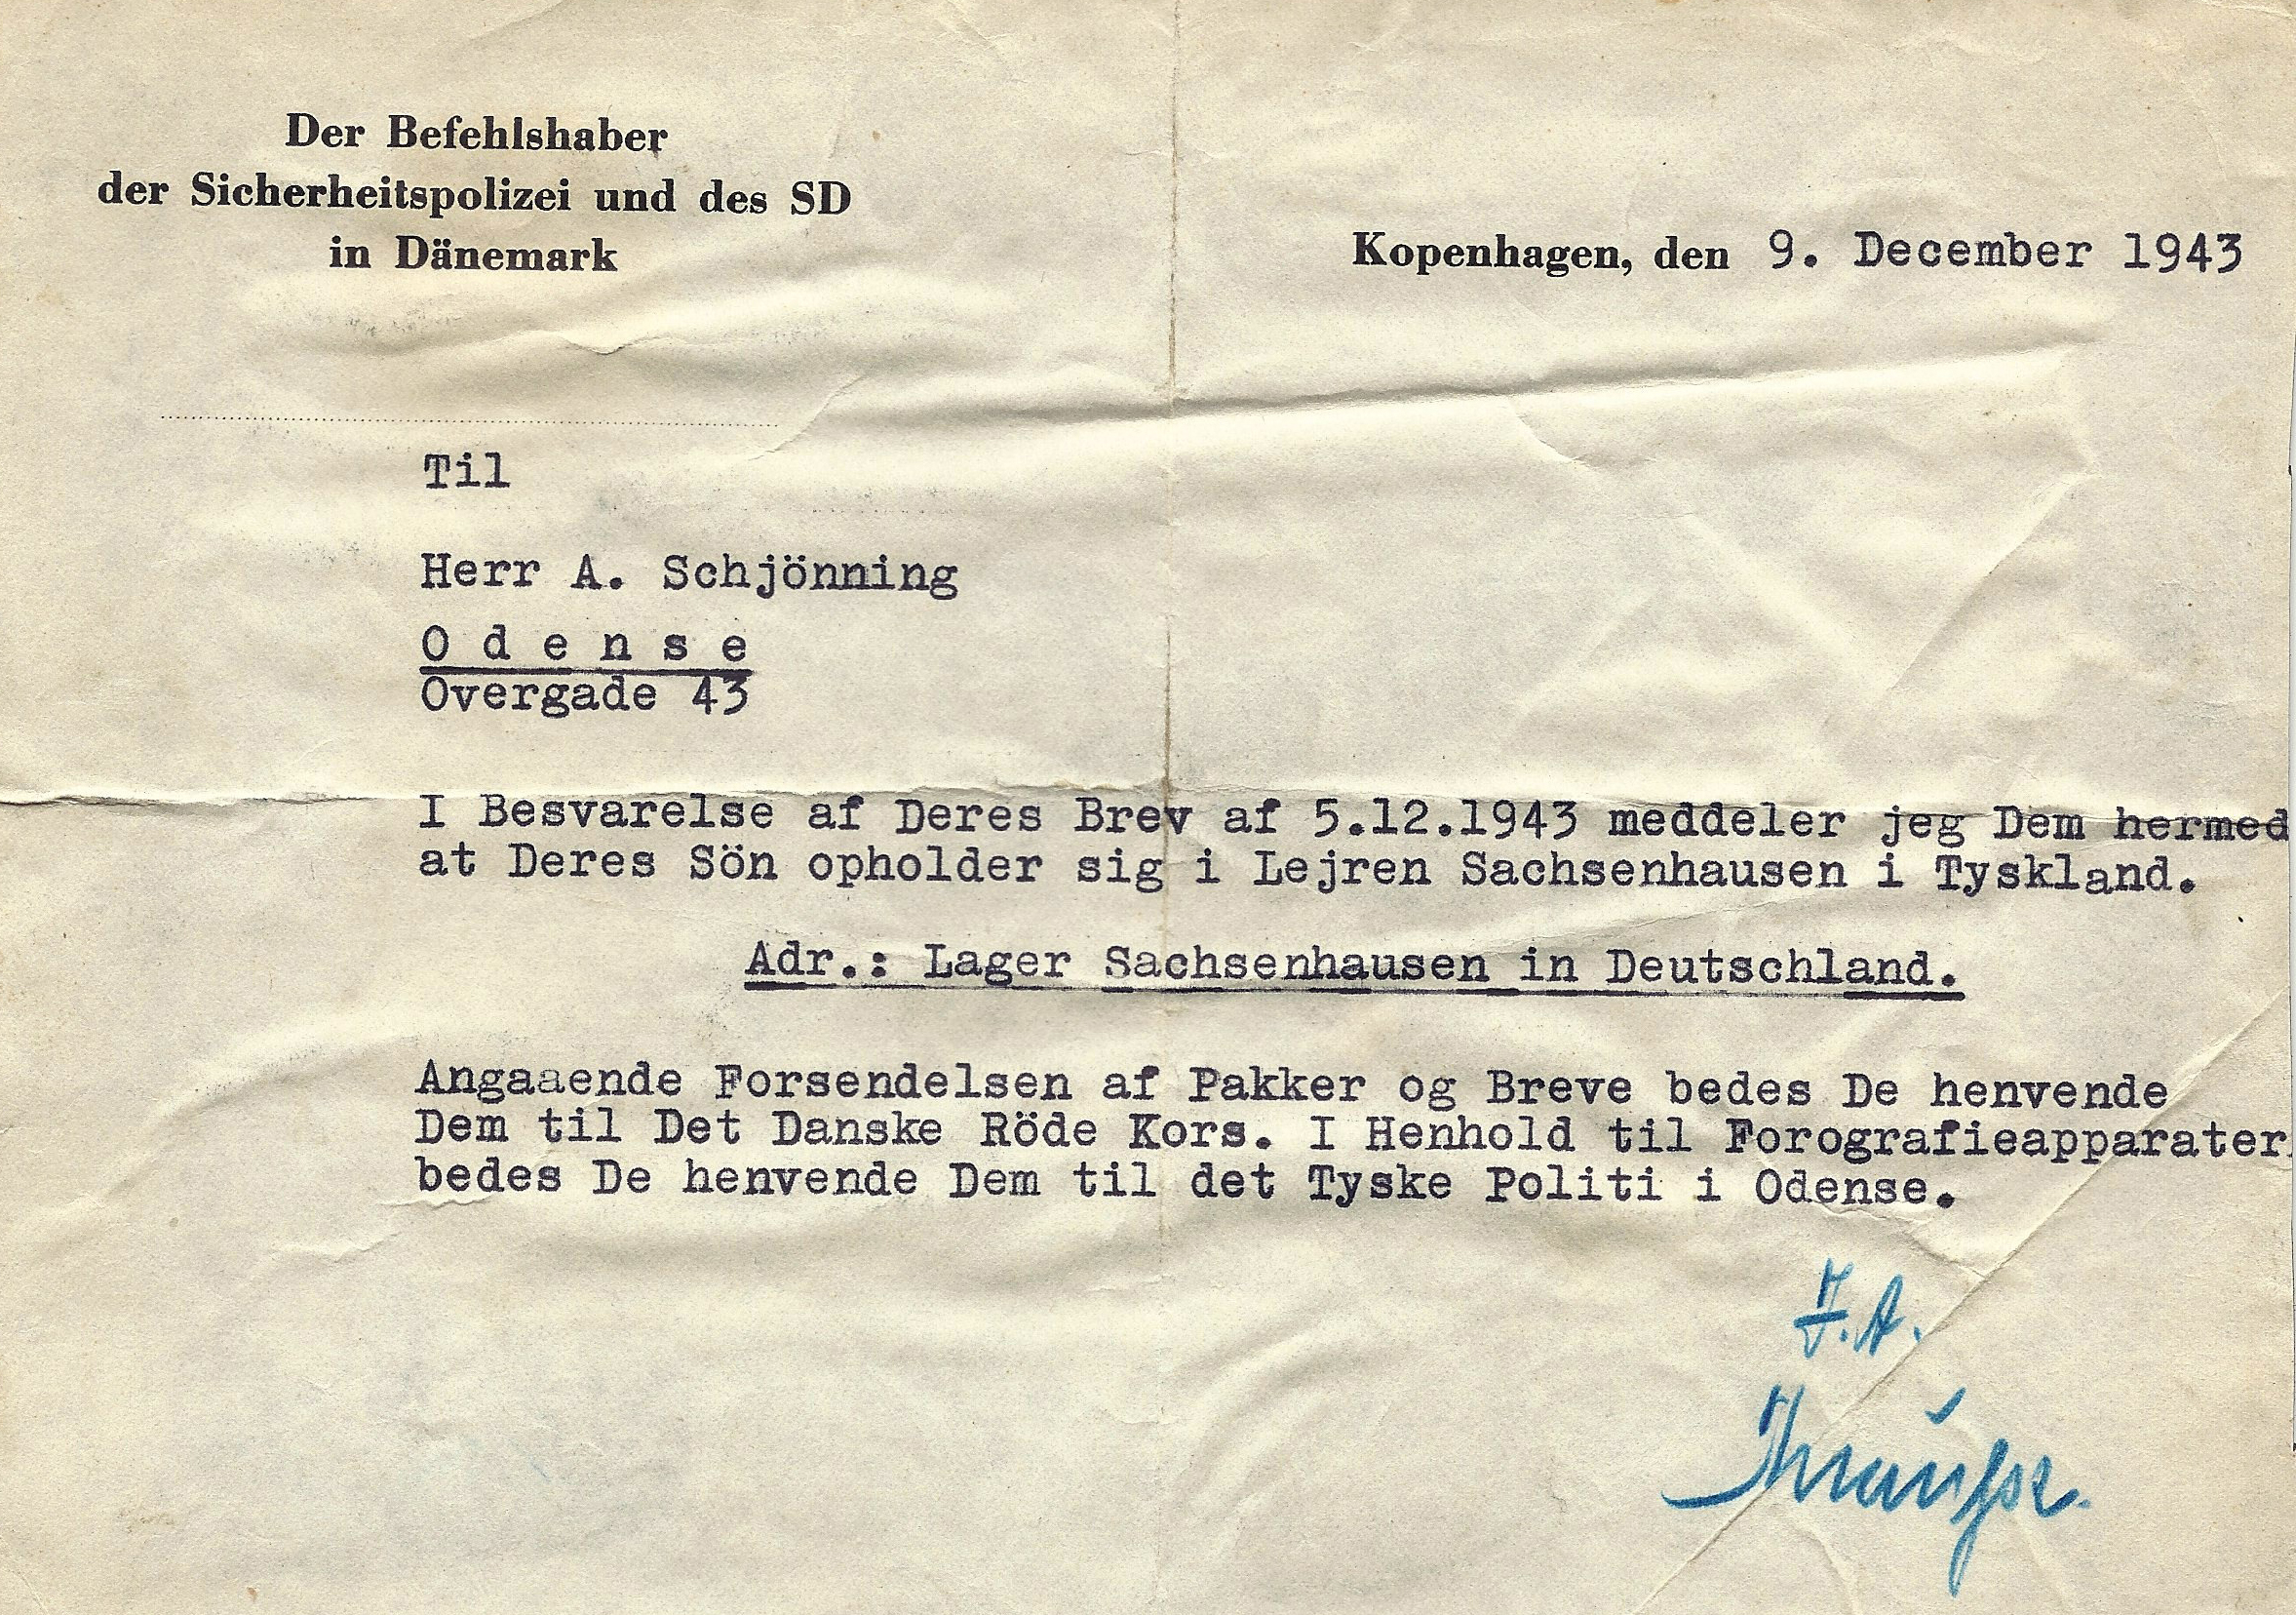 Der Befehlshaber
der Sicherheitspolizei und des SD
in Dänemark
Kopenhagen, den 9. December 1943
Til
Herr A. Schjönning
Odense
Overgade 43
I Besvarelse af Deres Brev af 5.12.1943 meddeler jeg Dem hermed
at Deres Sön opholder sig i Lejren Sachsenhausen i Tyskland.
Adr.: Lager Sachsenhausen in Deutschland.
Angaaende Forsendelsen af Pakker og Breve bedes De henvende
Dem til Det Danske Röde Kors. I Henhold til Forografieapparater
bedes De henvende Dem til det Tyske Politi i Odense.
I.A.